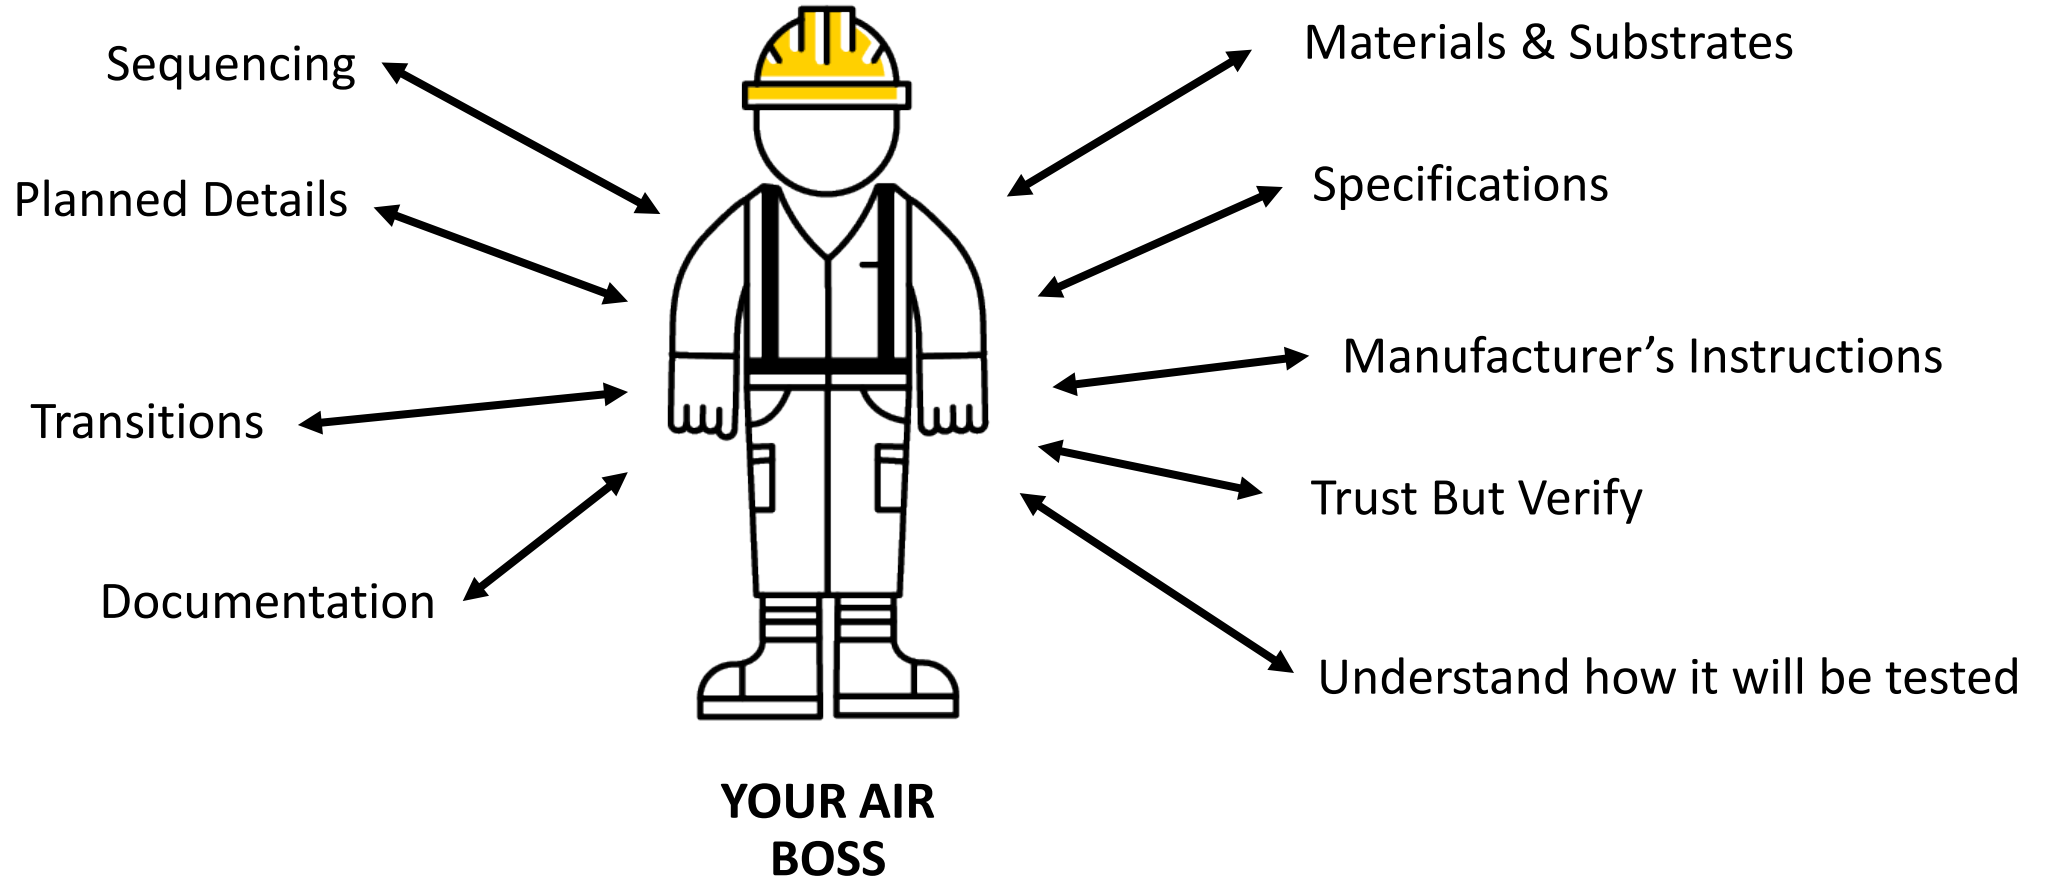 Sequencing
Planned Details
Transitions
Documentation
Materials & Substrates
Specifications
Manufacturer’s Instructions
Trust But Verify
Understand how it will be tested
YOUR AIR
BOSS